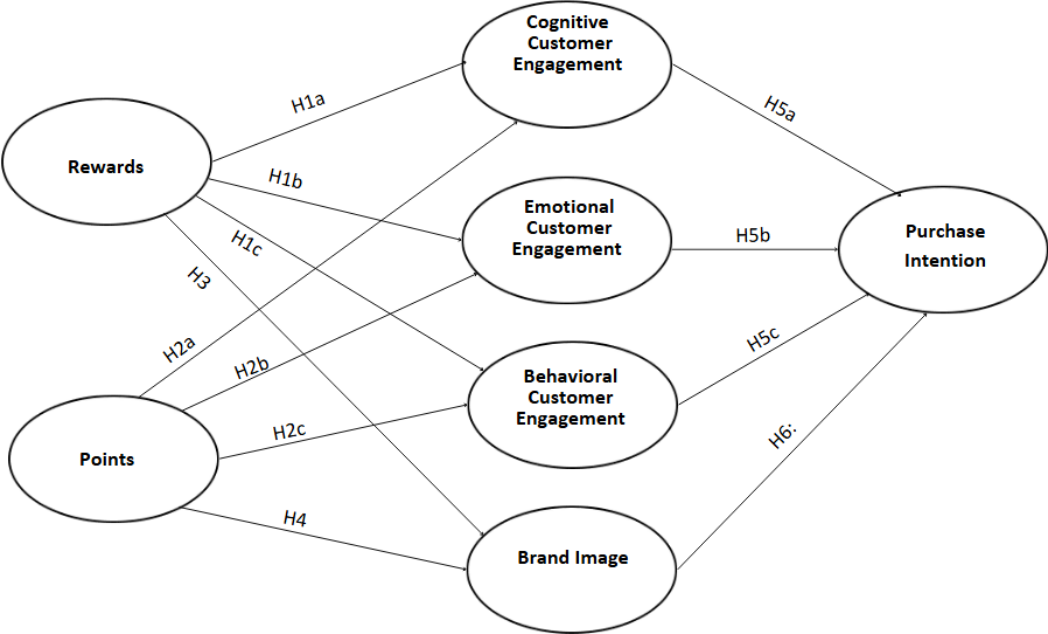 Cognitive
Customer
Engagement
H1a
H5a
Rewards
H1b
Emotional
Customer
Engagement
H1c
H5b
Purchase
Intention
H3
H2a
H2b
H5c
Behavioral
Customer
Engagement
H2c
H6:
Points
H4
Brand Image